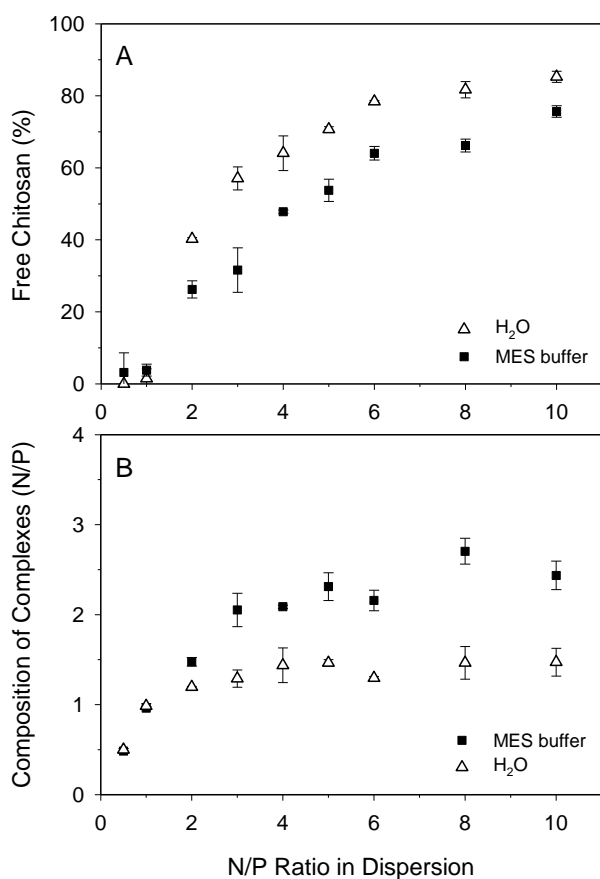 100
80
60
40
20
0
Free Chitosan (%)
A
H₂O
MES buffer
0 2 4 6 8 10
4
3
2
1
0
Composition of Complexes (N/P)
B
MES buffer
H₂O
0 2 4 6 8 10
N/P Ratio in Dispersion